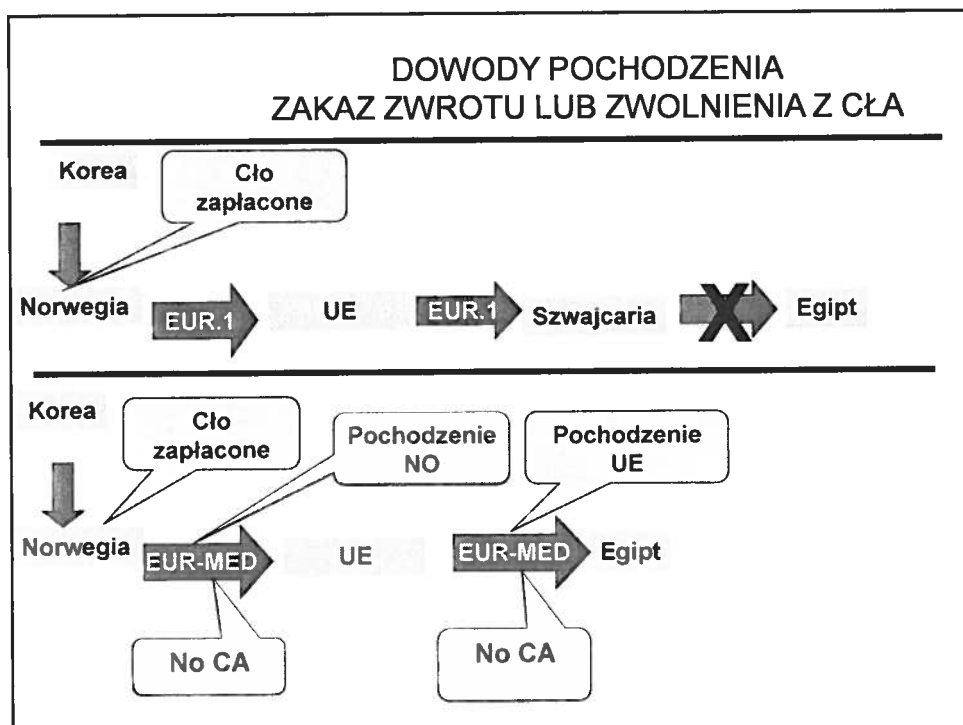 DOWODY POCHODZENIA
ZAKAZ ZWROTU LUB ZWOLNIENIA Z CŁA
Korea
Cło
zapłacone
Norwegia
EUR.1
UE
EUR.1
Szwajcaria
X
Egipt
Korea
Cło
zapłacone
Pochodzenie
NO
Pochodzenie
UE
Norwegia
EUR-MED
UE
EUR-MED
Egipt
No CA
No CA